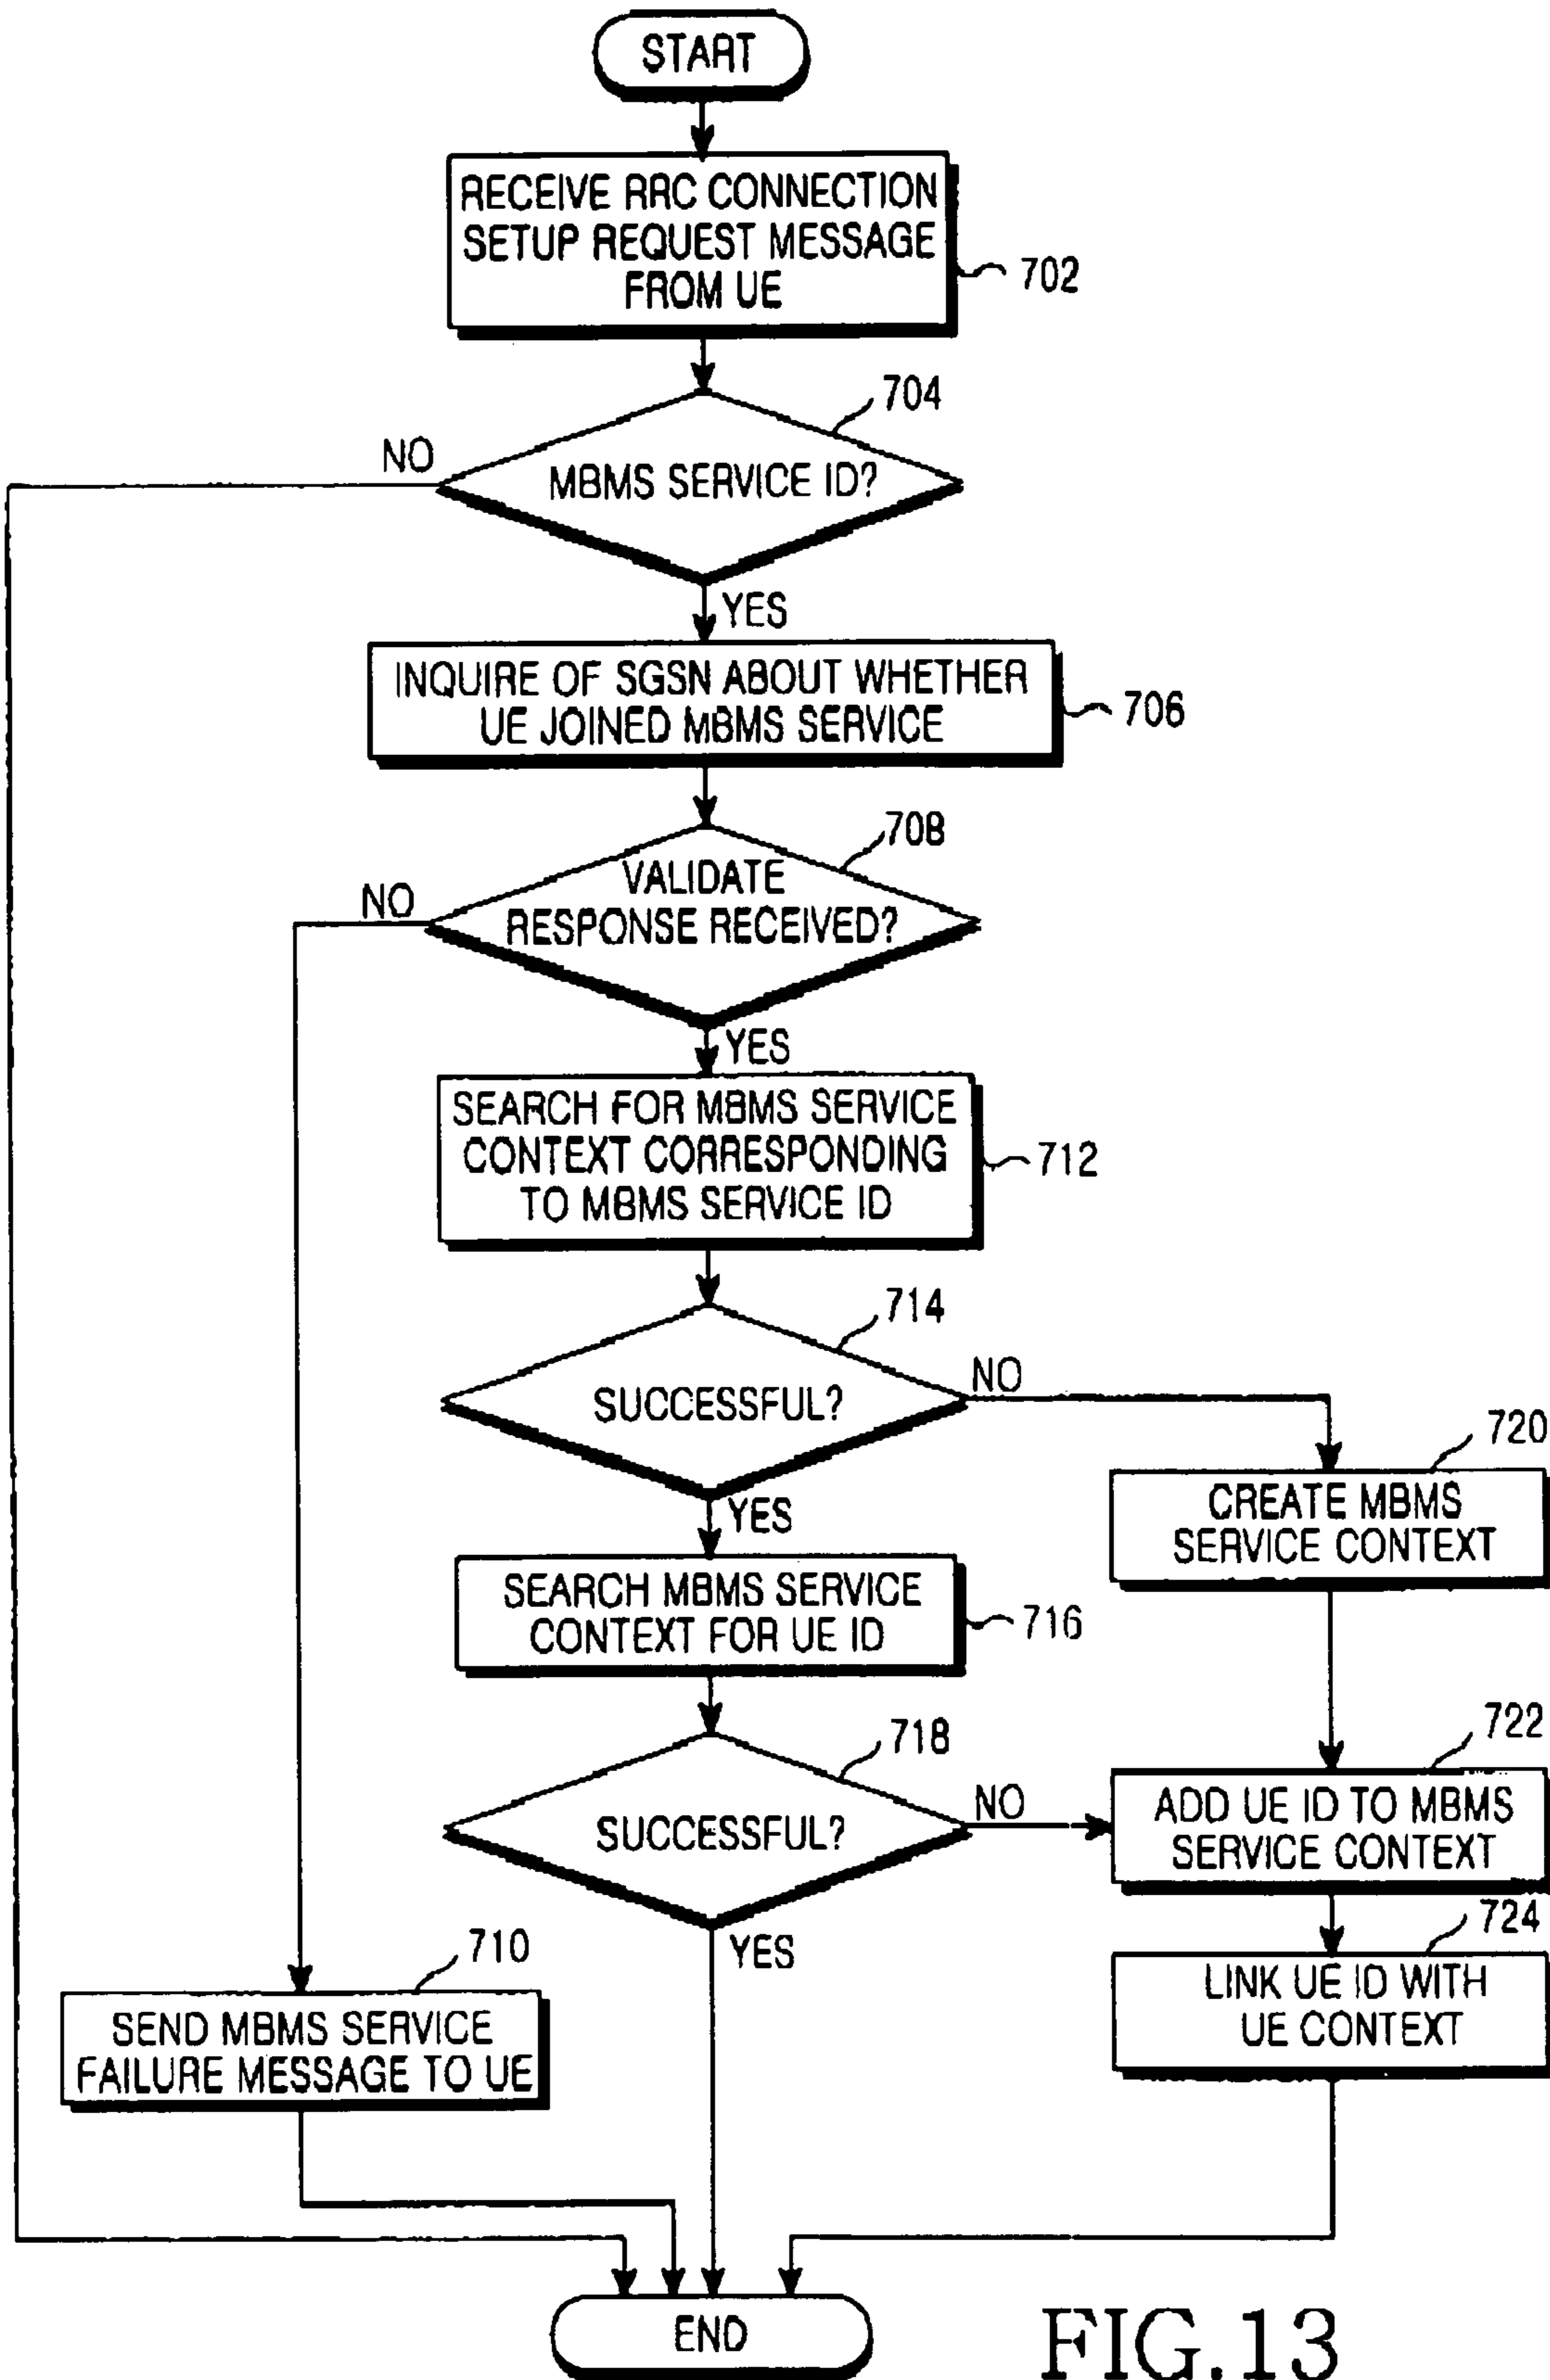 START
RECEIVE RRC CONNECTION
SETUP REQUEST MESSAGE
FROM UE
702
704
NO
MBMS SERVICE ID?
YES
INQUIRE OF SGSN ABOUT WHETHER
UE JOINED MBMS SERVICE
706
708
NO
VALIDATE
RESPONSE RECEIVED?
YES
SEARCH FOR MBMS SERVICE
CONTEXT CORRESPONDING
TO MBMS SERVICE ID
712
714
SUCCESSFUL?
NO
YES
720
CREATE MBMS
SERVICE CONTEXT
SEARCH MBMS SERVICE
CONTEXT FOR UE ID
716
718
SUCCESSFUL?
NO
YES
722
ADD UE ID TO MBMS
SERVICE CONTEXT
724
LINK UE ID WITH
UE CONTEXT
710
SEND MBMS SERVICE
FAILURE MESSAGE TO UE
END
FIG.13